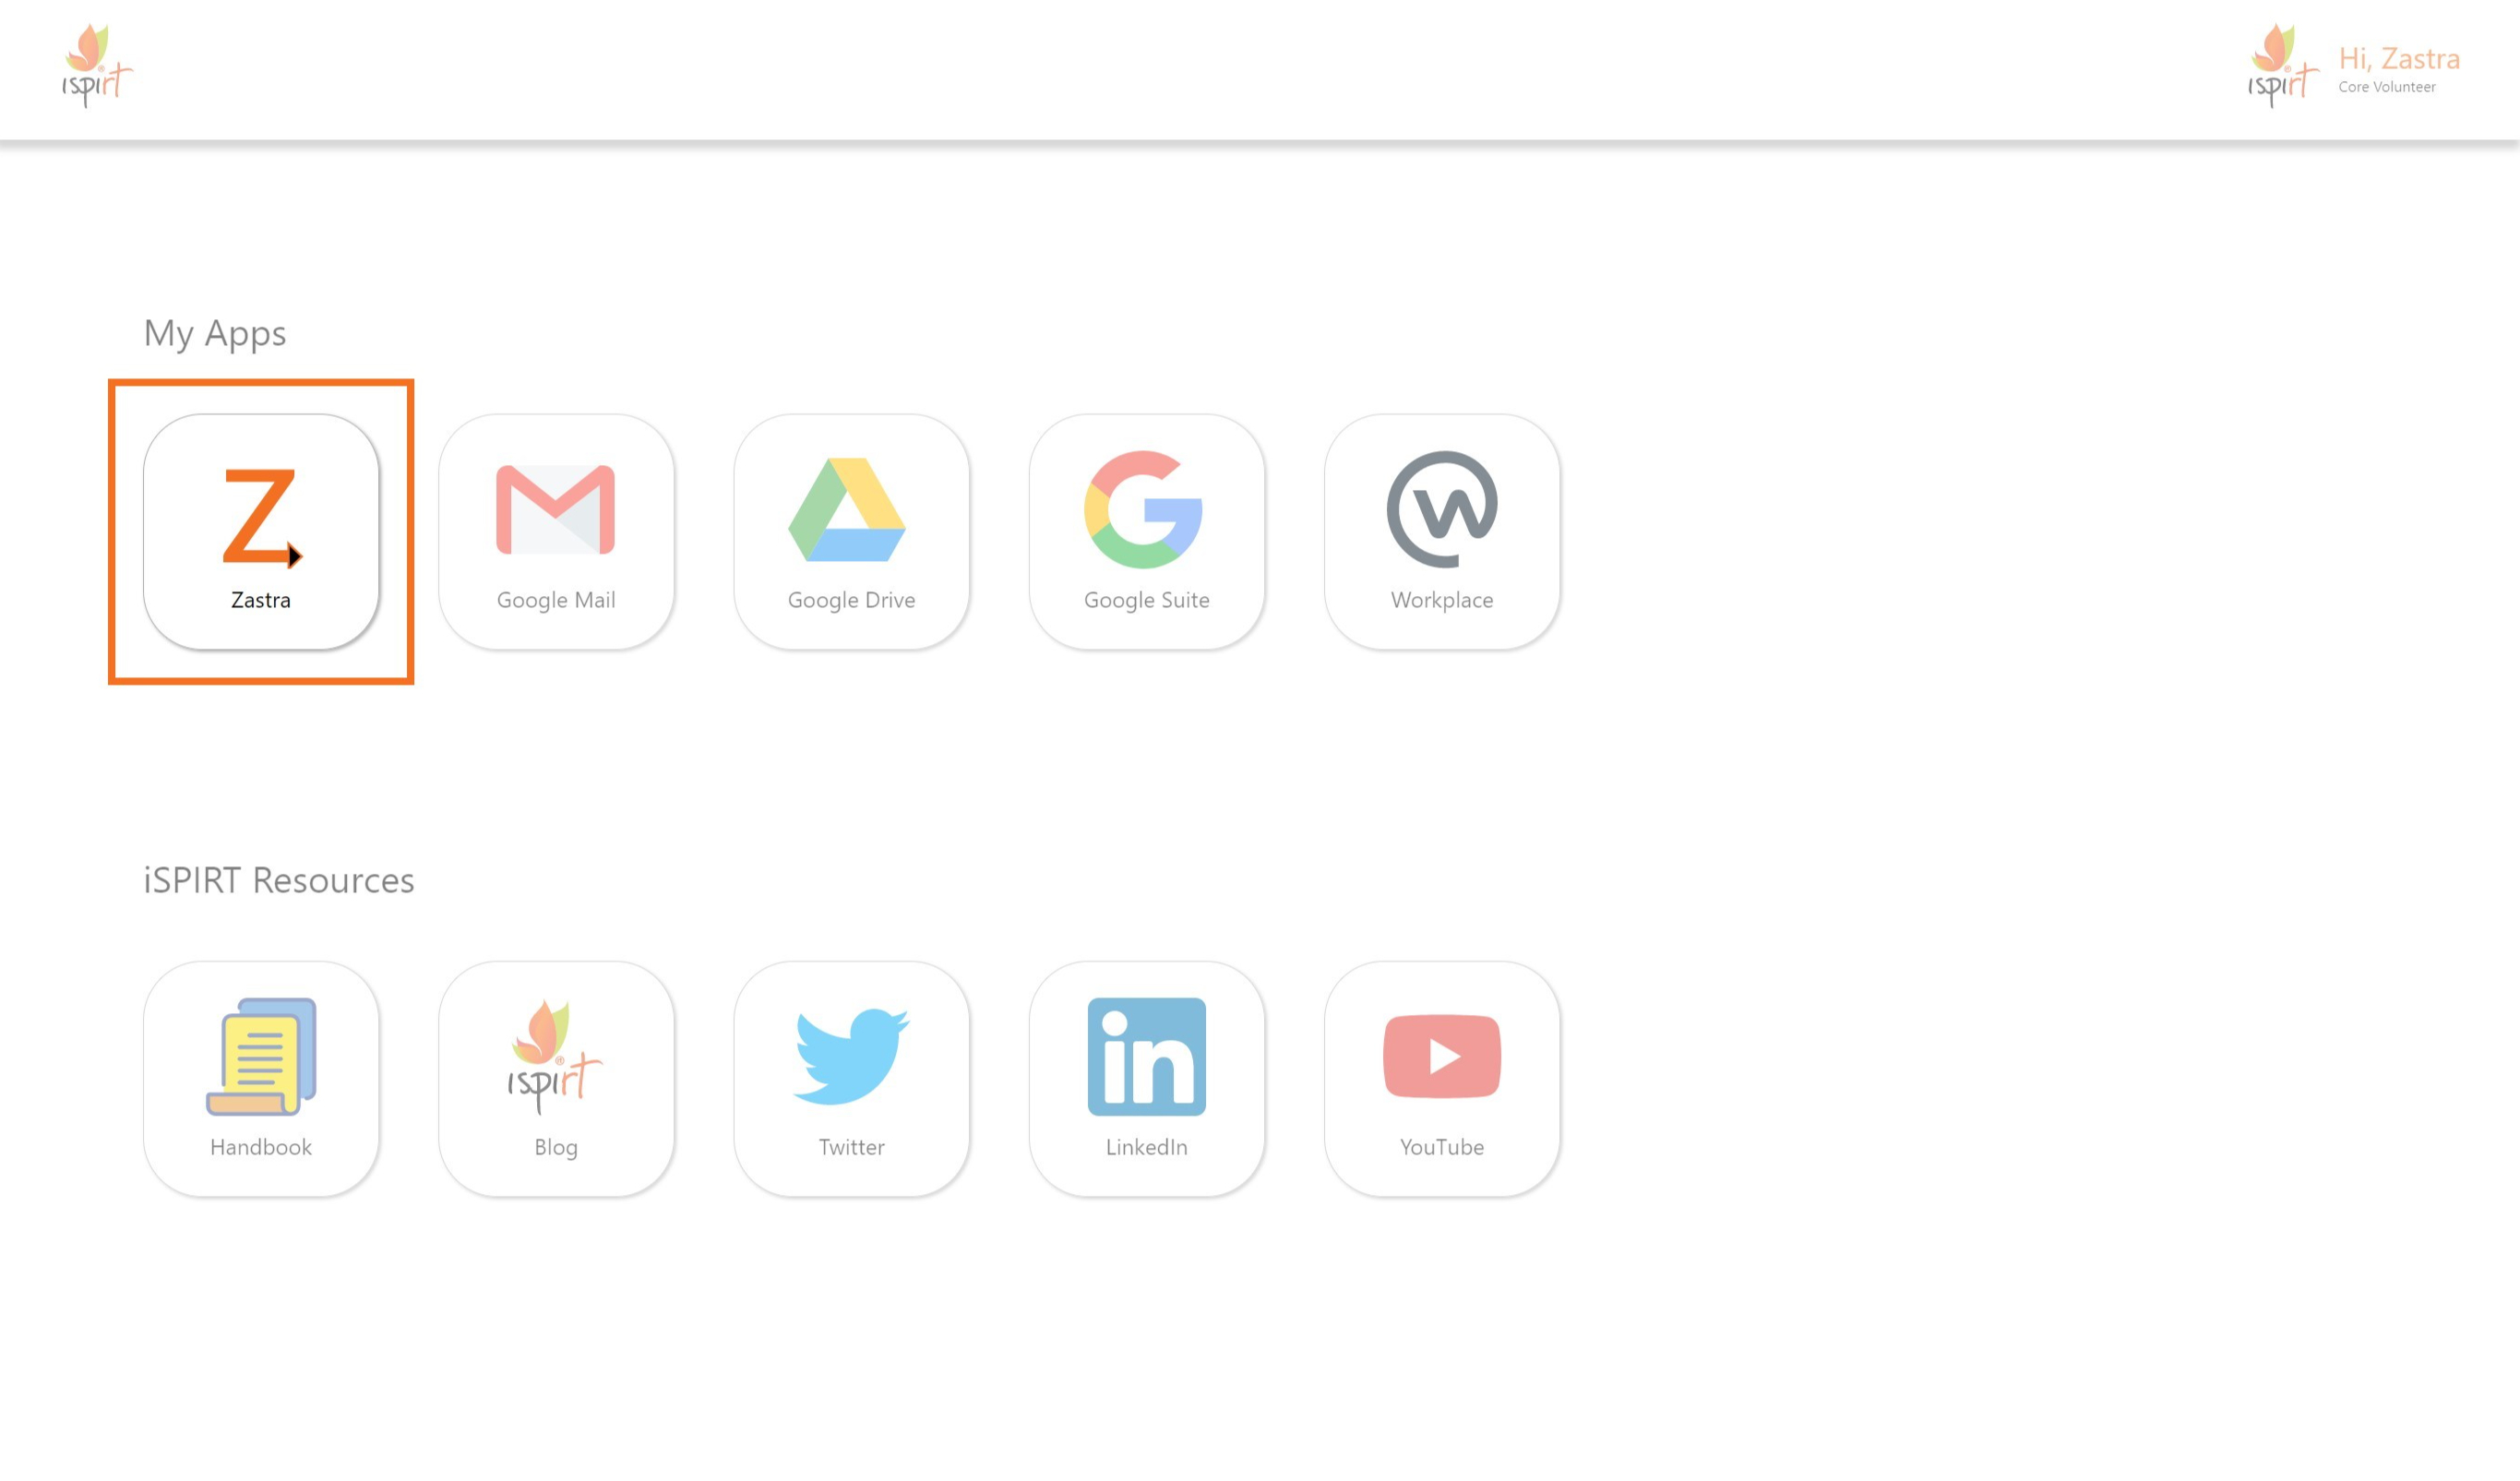 ispirt®
ispirt®
Hi, Zastra
Core Volunteer
My Apps
Zastra
Google Mail
Google Drive
Google Suite
Workplace
iSPIRT Resources
ispirt®
Handbook
Blog
Twitter
in
LinkedIn
YouTube